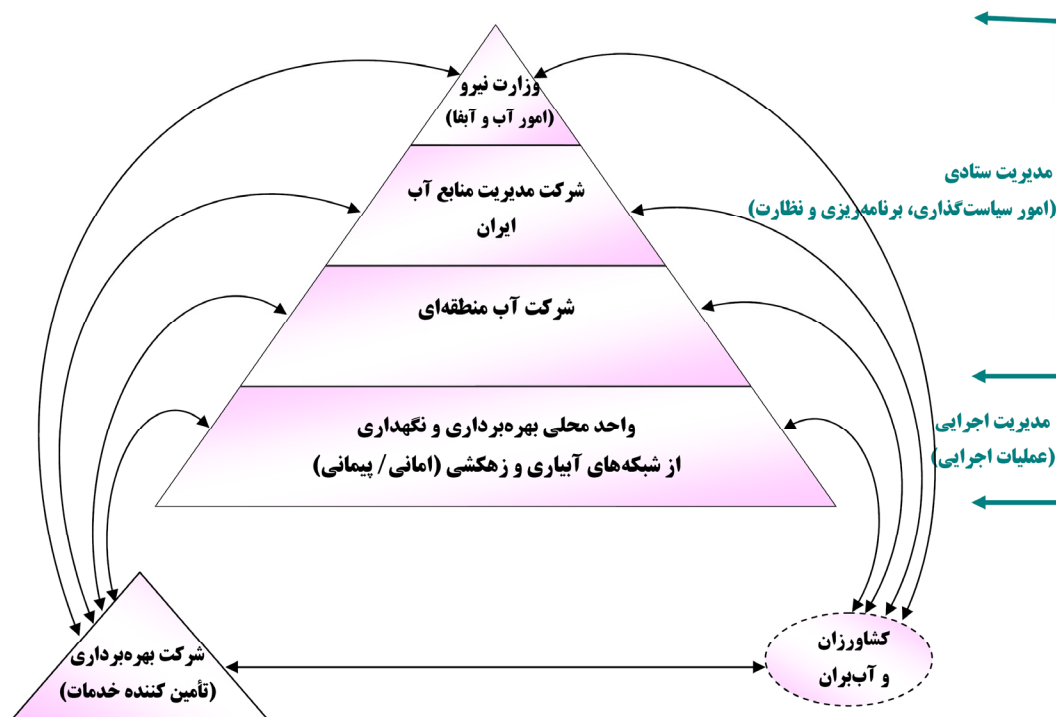 وزارت نیرو
(امور آب و آبفا)
شرکت مدیریت منابع آب
ایران
شرکت آب منطقه‌ای
واحد محلی بهره‌برداری و نگهداری
از شبکه‌های آبیاری و زهکشی (امانی/ پیمانی)
مدیریت ستادی
(امور سیاست‌گذاری، برنامه‌ریزی و نظارت)
مدیریت اجرایی
(عملیات اجرایی)
کشاورزان
و آب‌بران
شرکت بهره‌برداری
(تأمین کننده خدمات)